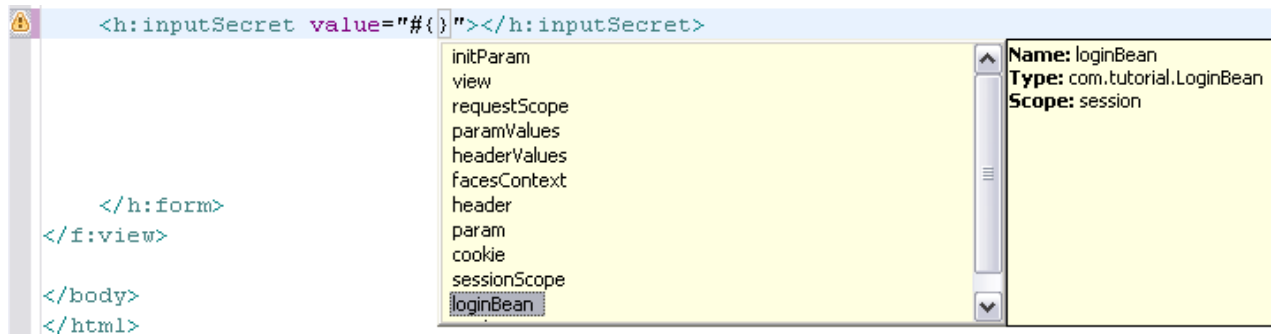 <h:inputSecret value="#{}"></h:inputSecret>
initParam
view
requestScope
paramValues
headerValues
facesContext
header
param
cookie
sessionScope
loginBean
Name: loginBean
Type: com.tutorial.LoginBean
Scope: session
</h:form>
</f:view>
</body>
</html>